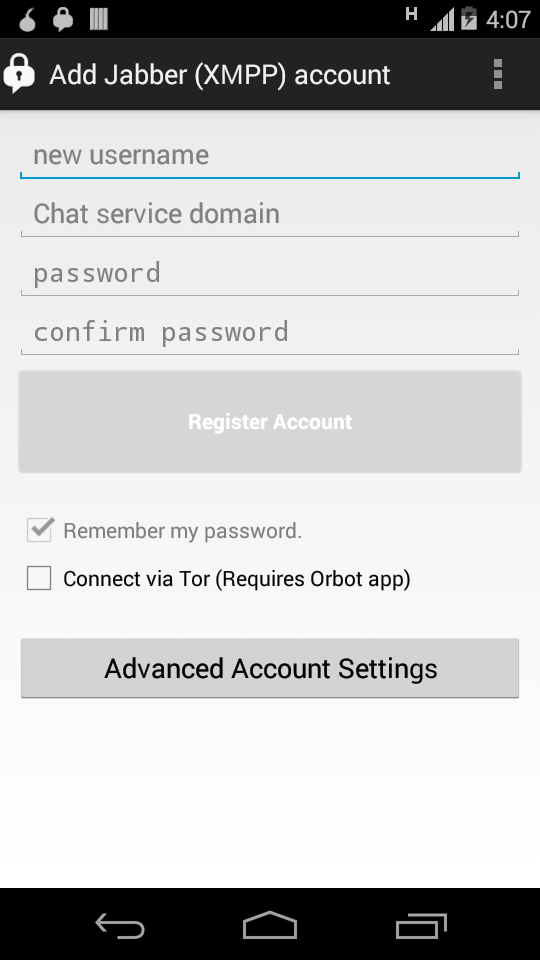 H 4:07
Add Jabber (XMPP) account
new username
Chat service domain
password
confirm password
Register Account
Remember my password.
Connect via Tor (Requires Orbot app)
Advanced Account Settings